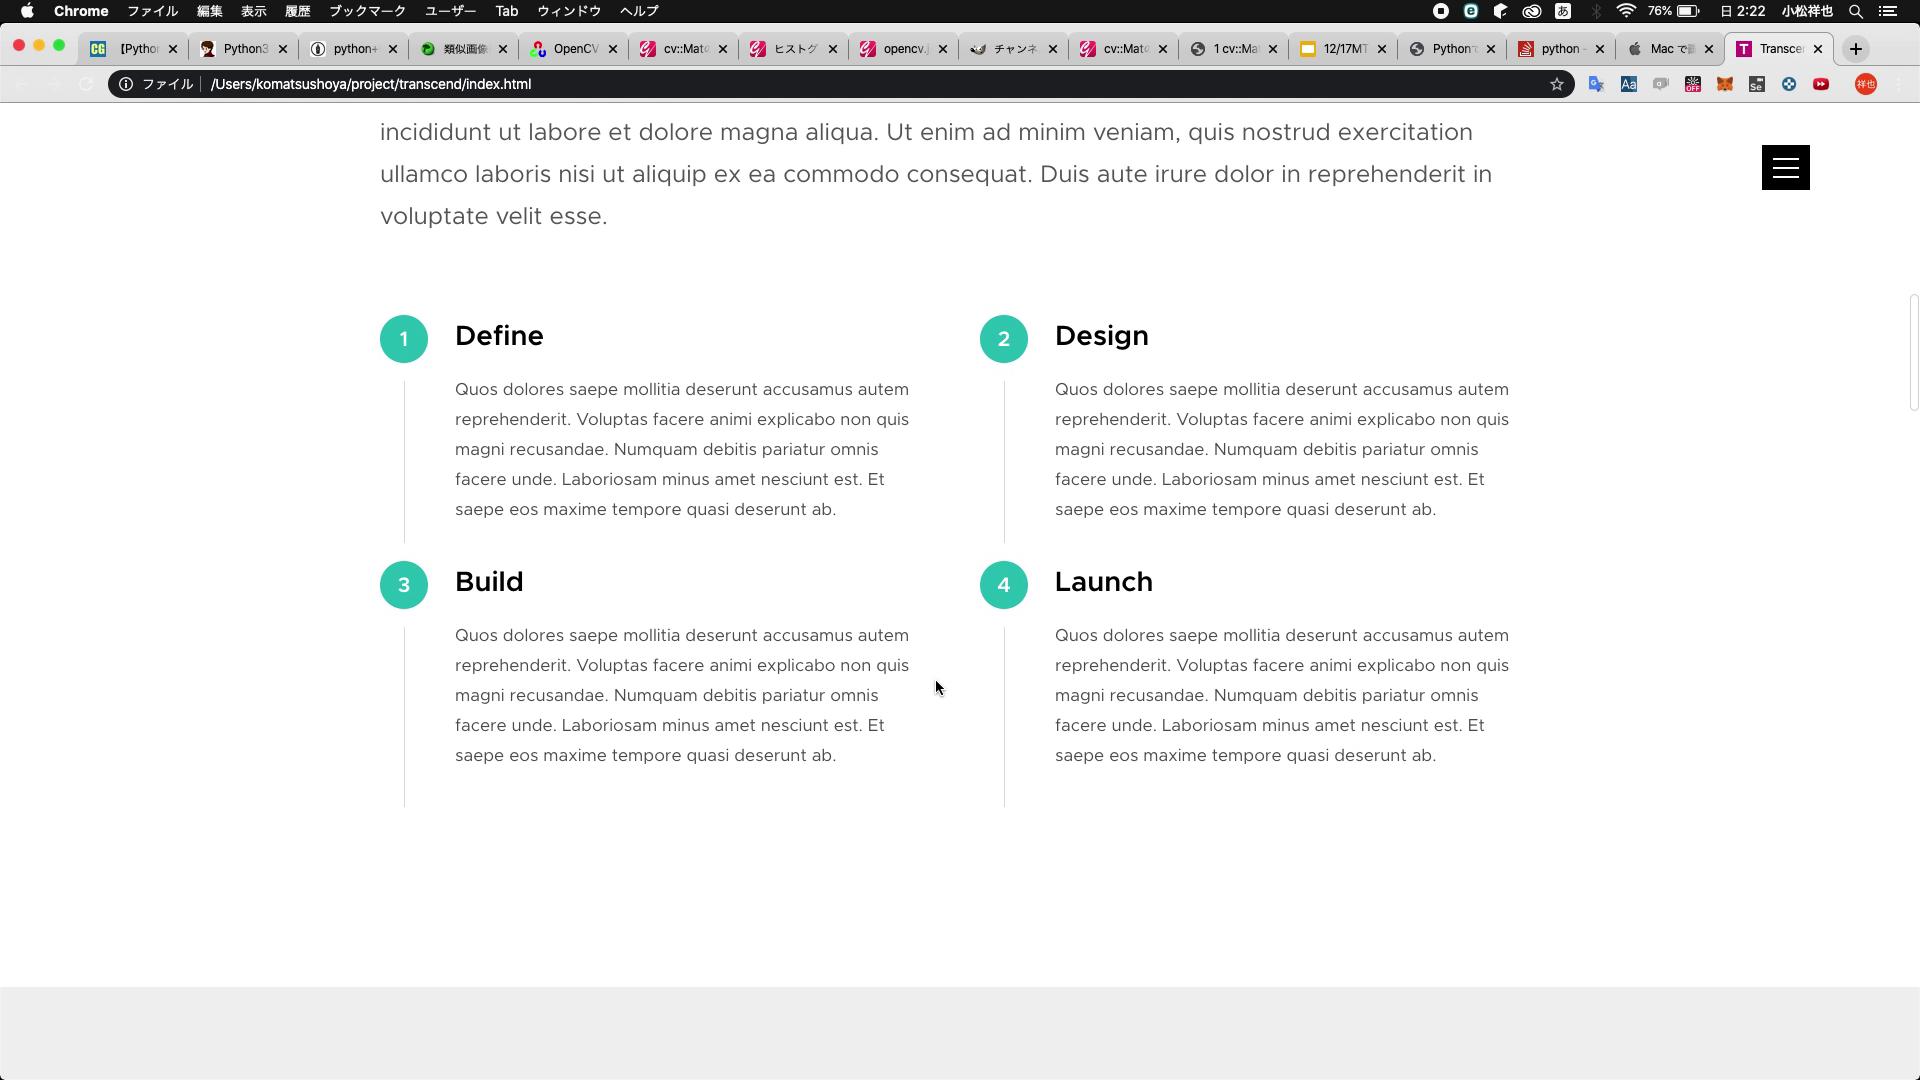 Chrome ファイル 編集 表示 履歴 ブックマーク ユーザー Tab ウィンドウ ヘルプ あ 76% 日 2:22 小松祥也
【Pytho Python3 python+ 類似画像 OpenCV cv::Mat ヒストグ opencv. チャンネ cv::Mat 1 cv::Ma 12/17MT Python python - Mac で Transce
ファイル /Users/komatsushoya/project/transcend/index.html Aa OFF Se 祥也
incididunt ut labore et dolore magna aliqua. Ut enim ad minim veniam, quis nostrud exercitation
ullamco laboris nisi ut aliquip ex ea commodo consequat. Duis aute irure dolor in reprehenderit in
voluptate velit esse.
1 Define
Quos dolores saepe mollitia deserunt accusamus autem
reprehenderit. Voluptas facere animi explicabo non quis
magni recusandae. Numquam debitis pariatur omnis
facere unde. Laboriosam minus amet nesciunt est. Et
saepe eos maxime tempore quasi deserunt ab.
2 Design
Quos dolores saepe mollitia deserunt accusamus autem
reprehenderit. Voluptas facere animi explicabo non quis
magni recusandae. Numquam debitis pariatur omnis
facere unde. Laboriosam minus amet nesciunt est. Et
saepe eos maxime tempore quasi deserunt ab.
3 Build
Quos dolores saepe mollitia deserunt accusamus autem
reprehenderit. Voluptas facere animi explicabo non quis
magni recusandae. Numquam debitis pariatur omnis
facere unde. Laboriosam minus amet nesciunt est. Et
saepe eos maxime tempore quasi deserunt ab.
4 Launch
Quos dolores saepe mollitia deserunt accusamus autem
reprehenderit. Voluptas facere animi explicabo non quis
magni recusandae. Numquam debitis pariatur omnis
facere unde. Laboriosam minus amet nesciunt est. Et
saepe eos maxime tempore quasi deserunt ab.